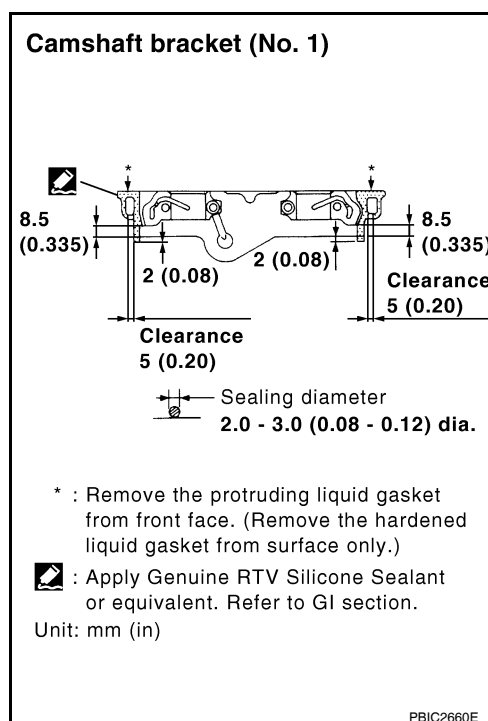 Camshaft bracket (No. 1)
* *
8.5
(0.335)
8.5
(0.335)
2 (0.08)
2 (0.08)
Clearance
5 (0.20)
Clearance
5 (0.20)
Sealing diameter
2.0 - 3.0 (0.08 - 0.12) dia.
* : Remove the protruding liquid gasket
from front face. (Remove the hardened
liquid gasket from surface only.)
: Apply Genuine RTV Silicone Sealant
or equivalent. Refer to GI section.
Unit: mm (in)
PBIC2660E